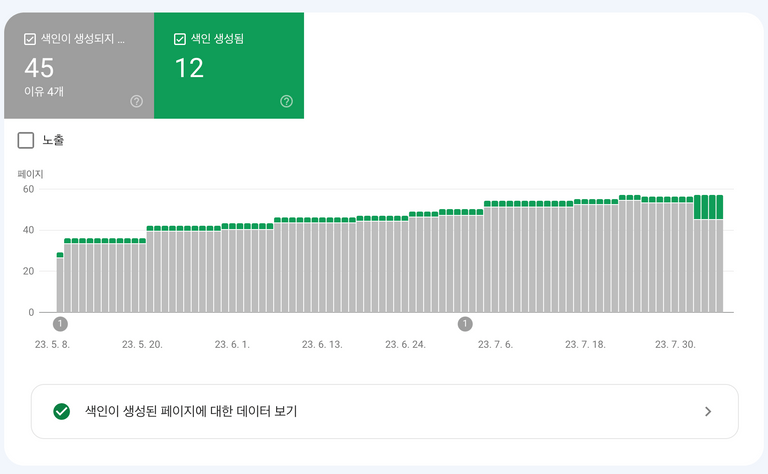 색인이 생성되지 ...
45
이유 4개
색인 생성됨
12
노출
페이지
60
40
20
0
1
1
23. 5. 8.
23. 5. 20.
23. 6. 1.
23. 6. 13.
23. 6. 24.
23. 7. 6.
23. 7. 18.
23. 7. 30.
색인이 생성된 페이지에 대한 데이터 보기